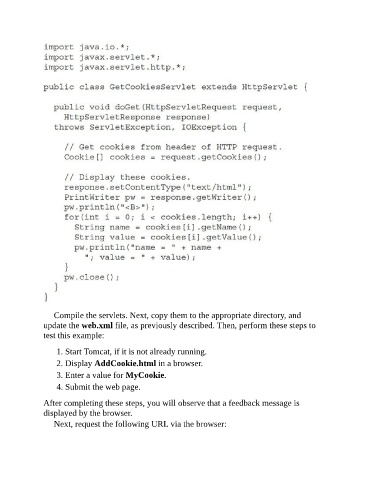 import java.io.*;
import javax.servlet.*;
import javax.servlet.http.*;
public class GetCookiesServlet extends HttpServlet {
public void doGet(HttpServletRequest request,
HttpServletResponse response)
throws ServletException, IOException {
// Get cookies from header of HTTP request.
Cookie[] cookies = request.getCookies();
// Display these cookies.
response.setContentType("text/html");
PrintWriter pw = response.getWriter();
pw.println("<B>");
for(int i = 0; i < cookies.length; i++) {
String name = cookies[i].getName();
String value = cookies[i].getValue();
pw.println("name = " + name +
"; value = " + value);
}
pw.close();
}
}
Compile the servlets. Next, copy them to the appropriate directory, and
update the web.xml file, as previously described. Then, perform these steps to
test this example:
1. Start Tomcat, if it is not already running.
2. Display AddCookie.html in a browser.
3. Enter a value for MyCookie.
4. Submit the web page.
After completing these steps, you will observe that a feedback message is
displayed by the browser.
Next, request the following URL via the browser: